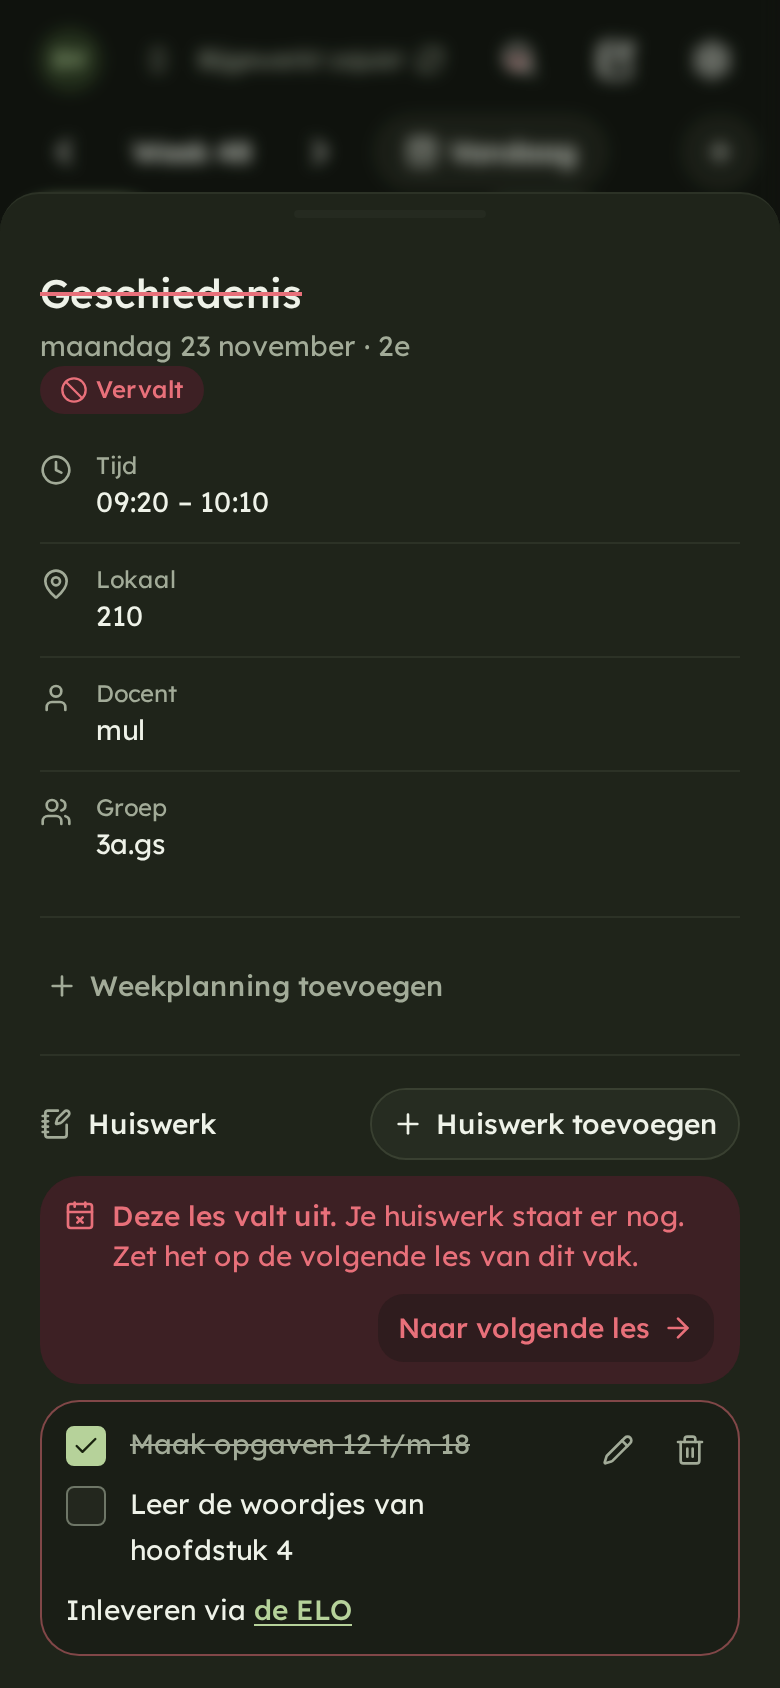 Week 48
Vandaag
Geschiedenis
maandag 23 november · 2e
Vervalt
Tijd
09:20 – 10:10
Lokaal
210
Docent
mul
Groep
3a.gs
Weekplanning toevoegen
Huiswerk
Huiswerk toevoegen
Deze les valt uit. Je huiswerk staat er nog.
Zet het op de volgende les van dit vak.
Naar volgende les
Maak opgaven 12 t/m 18
Leer de woordjes van
hoofdstuk 4
Inleveren via de ELO